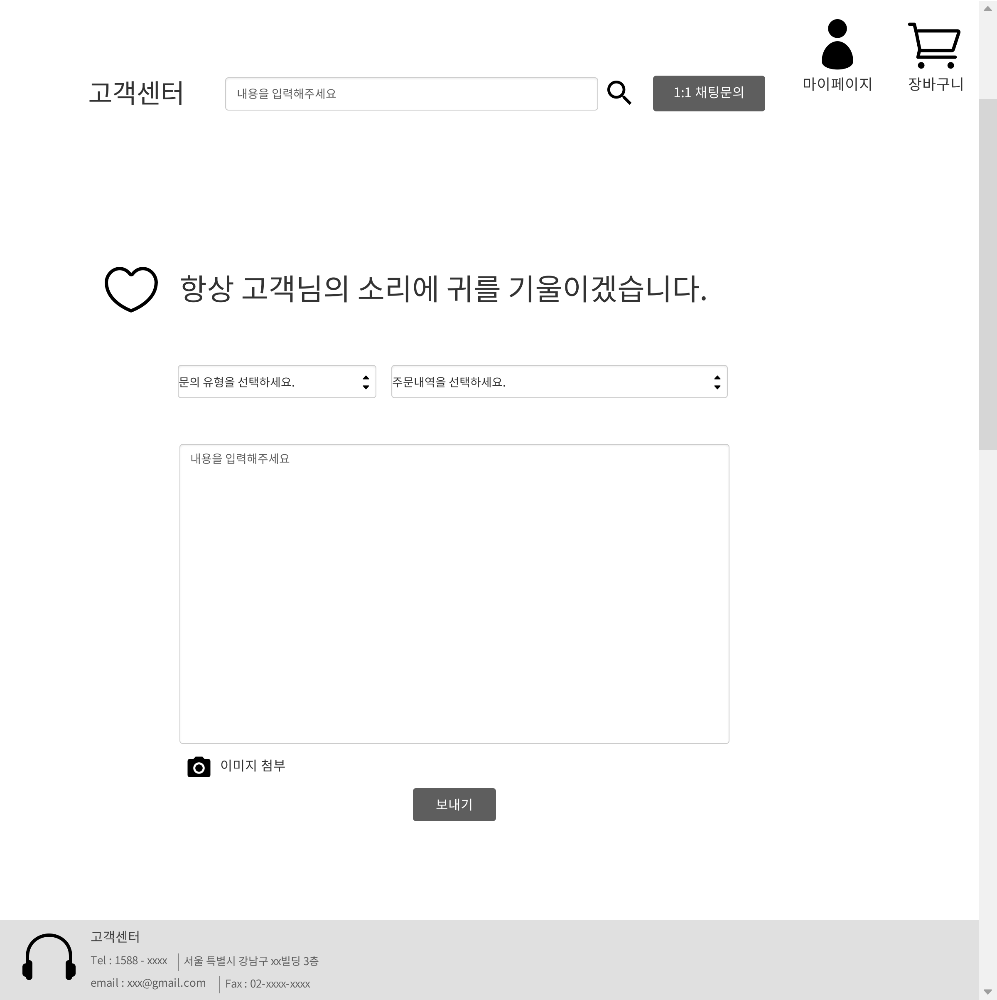 마이페이지
장바구니
고객센터
내용을 입력해주세요
1:1 채팅문의
항상 고객님의 소리에 귀를 기울이겠습니다.
문의 유형을 선택하세요.
주문내역을 선택하세요.
내용을 입력해주세요
이미지 첨부
보내기
고객센터
Tel : 1588 - xxxx
서울 특별시 강남구 xx빌딩 3층
email : xxx@gmail.com
Fax : 02-xxxx-xxxx